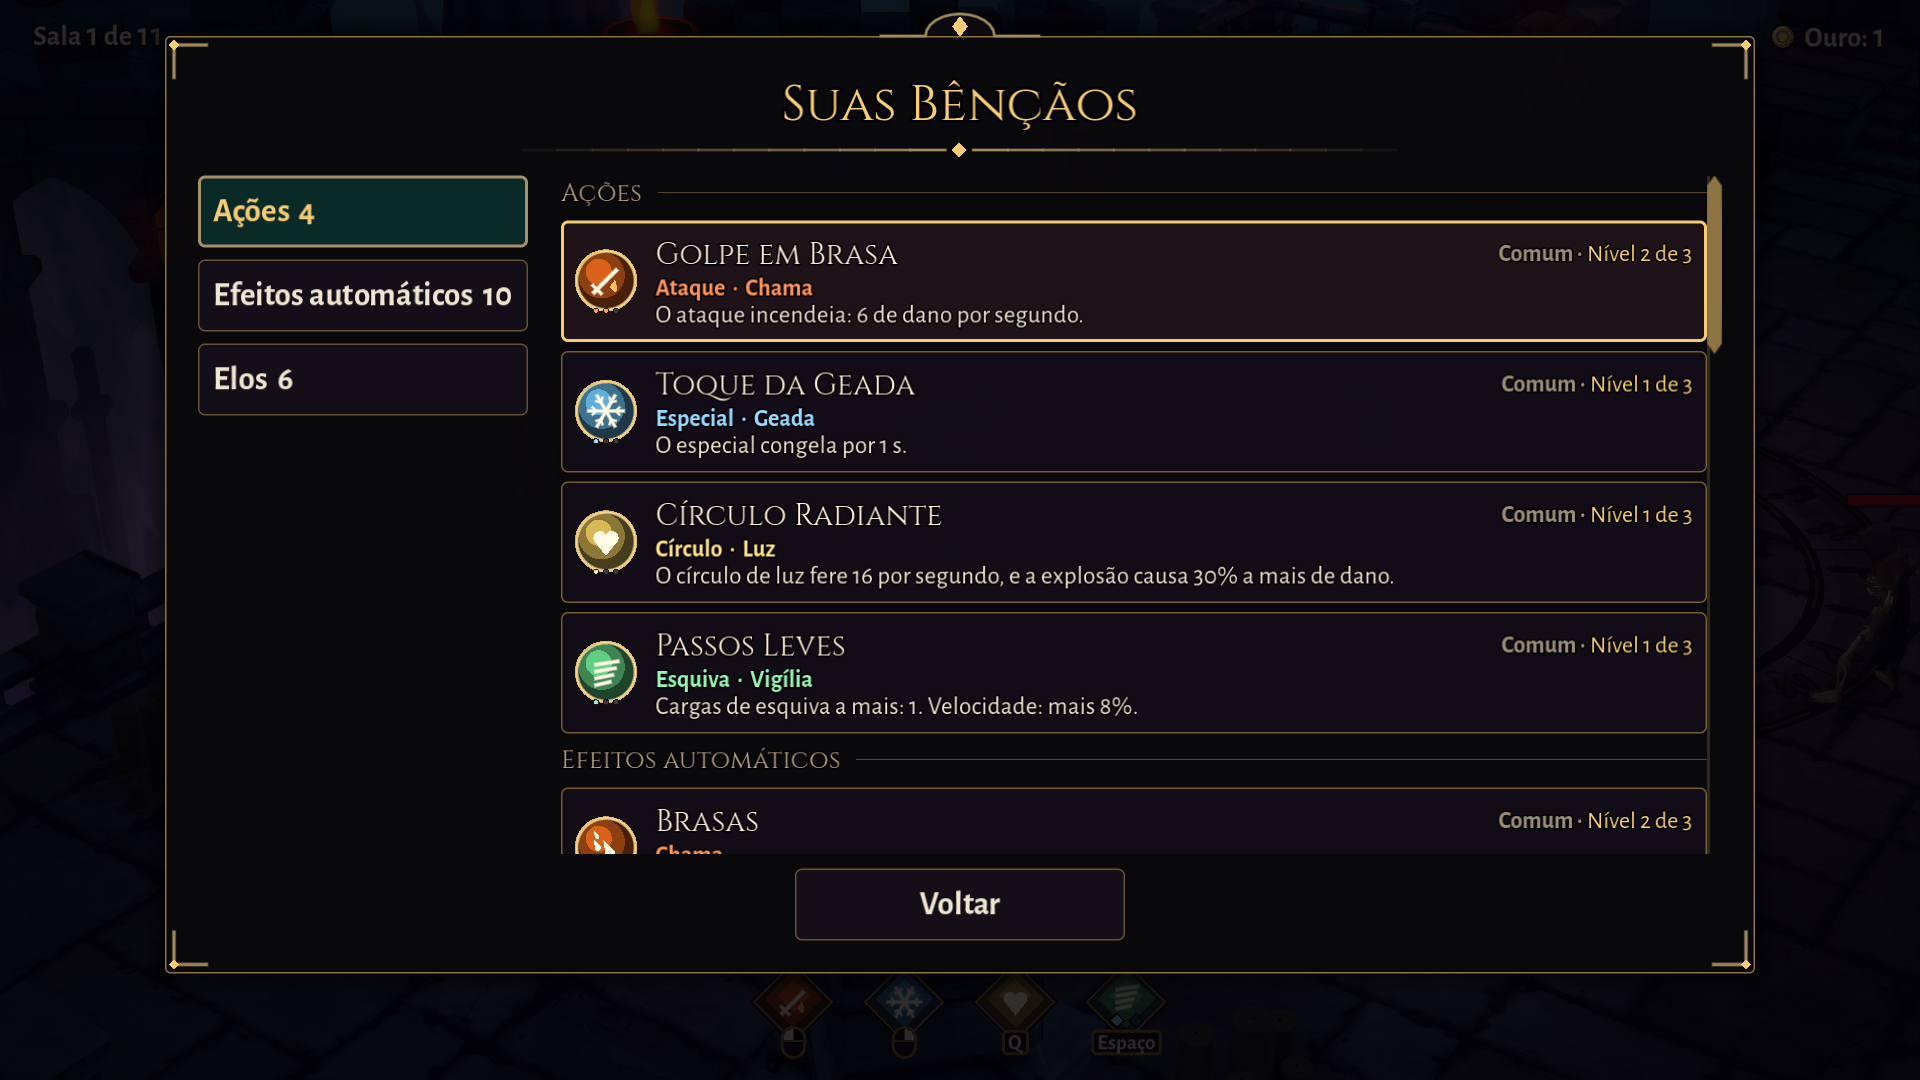 Sala 1 de 11
Ouro: 1
Suas Bênçãos
Ações 4
Efeitos automáticos 10
Elos 6
Ações
Golpe em Brasa
Comum · Nível 2 de 3
Ataque · Chama
O ataque incendeia: 6 de dano por segundo.
Toque da Geada
Comum · Nível 1 de 3
Especial · Geada
O especial congela por 1 s.
Círculo Radiante
Comum · Nível 1 de 3
Círculo · Luz
O círculo de luz fere 16 por segundo, e a explosão causa 30% a mais de dano.
Passos Leves
Comum · Nível 1 de 3
Esquiva · Vigília
Cargas de esquiva a mais: 1. Velocidade: mais 8%.
Efeitos automáticos
Brasas
Comum · Nível 2 de 3
Chama
Voltar
Q
Espaço